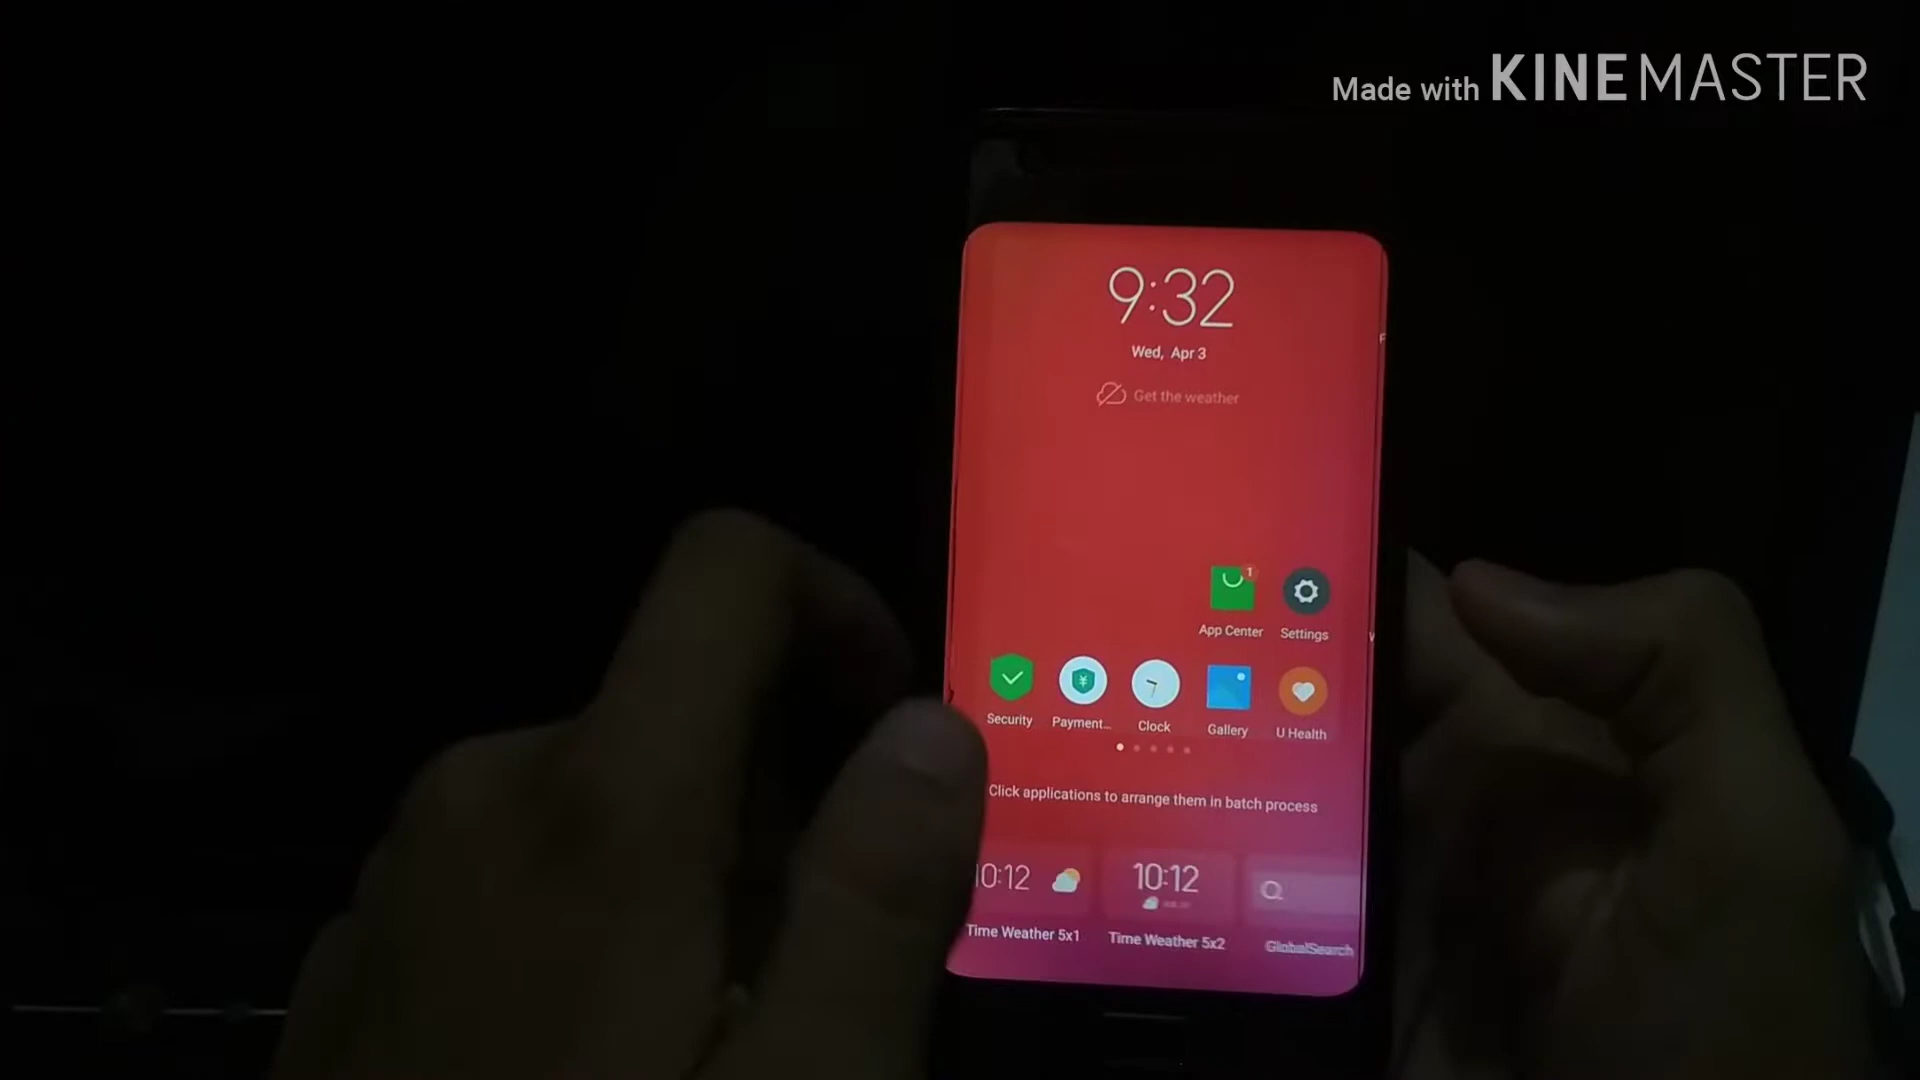 Made with KINEMASTER
9:32
Wed, Apr 3
Get the weather
1
App Center Settings
Security Payment... Clock Gallery U Health
Click applications to arrange them in batch process
10:12 10:12
Time Weather 5x1 Time Weather 5x2 GlobalSearch